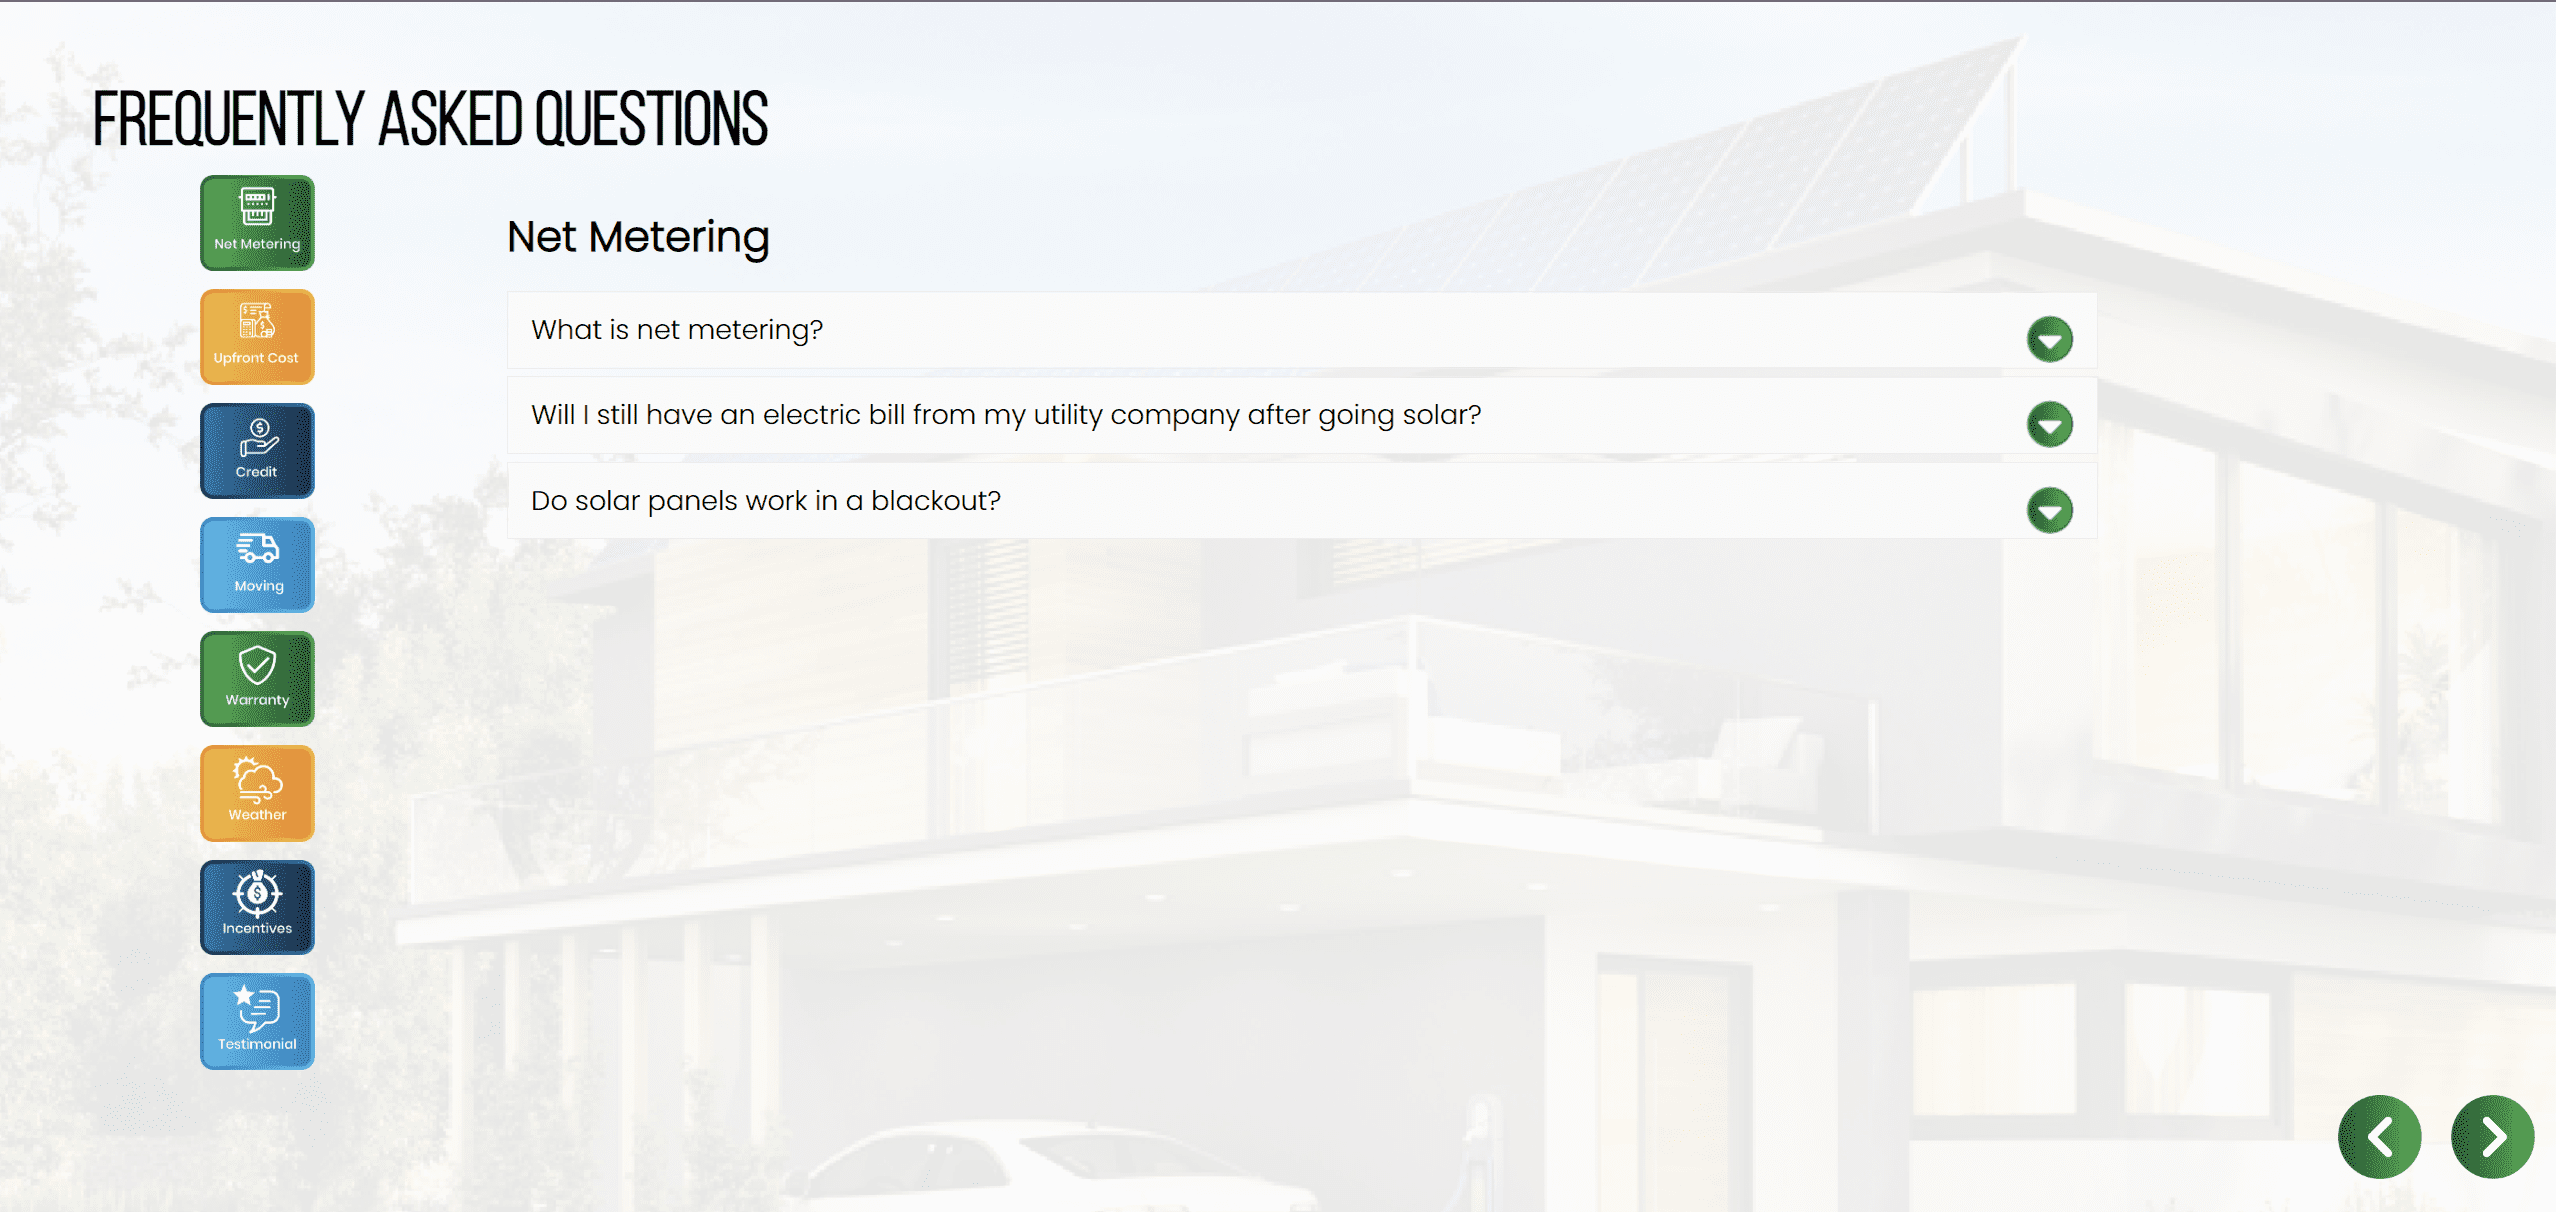 FREQUENTLY ASKED QUESTIONS
Net Metering
Upfront Cost
Credit
Moving
Warranty
Weather
Incentives
Testimonial
Net Metering
What is net metering?
Will I still have an electric bill from my utility company after going solar?
Do solar panels work in a blackout?